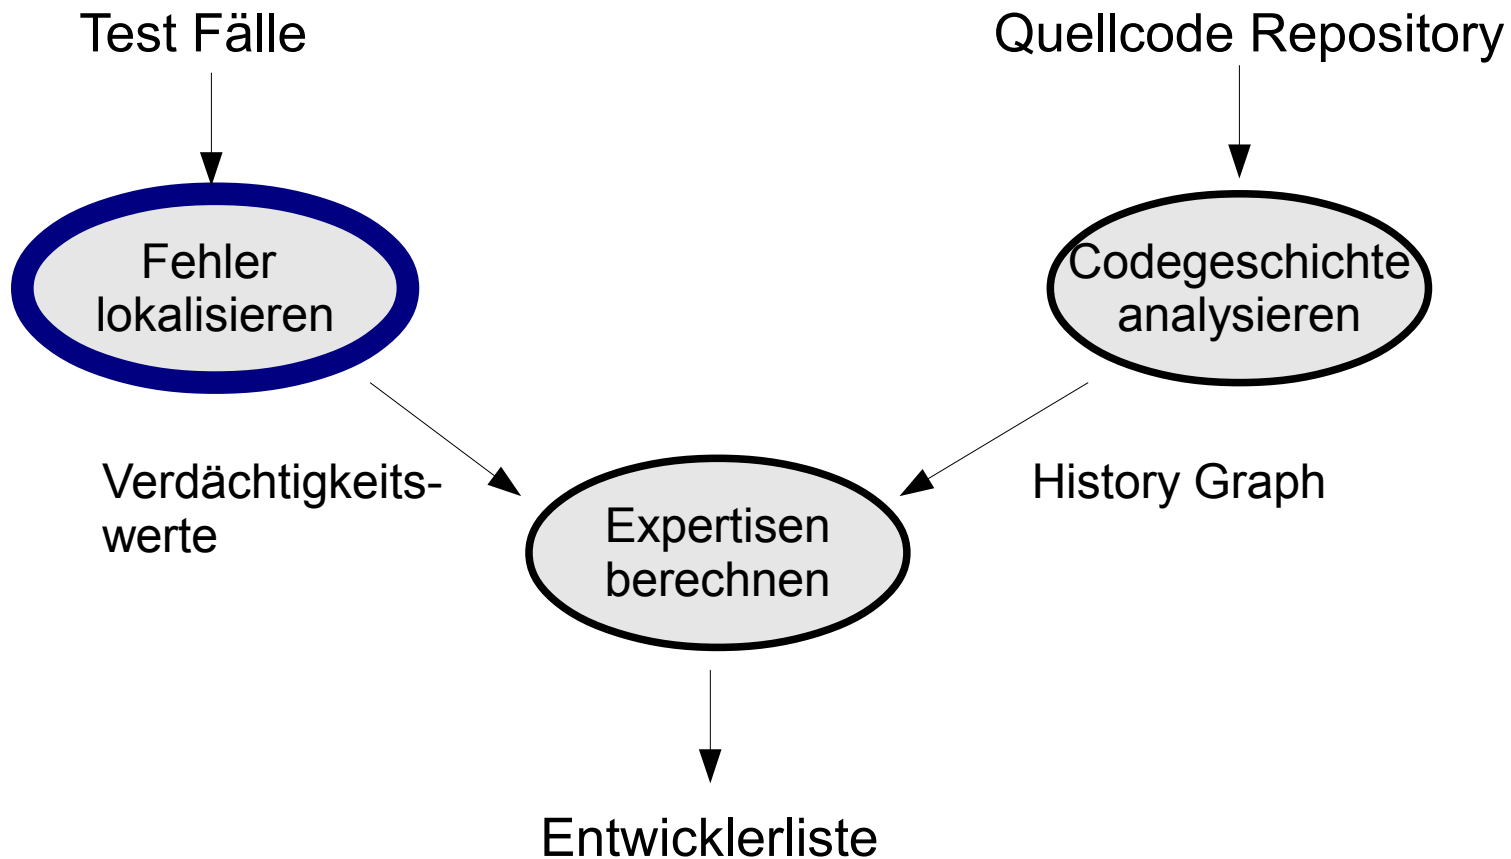 Test Fälle
Quellcode Repository
Fehler
lokalisieren
Codegeschichte
analysieren
Verdächtigkeits-
werte
History Graph
Expertisen
berechnen
Entwicklerliste